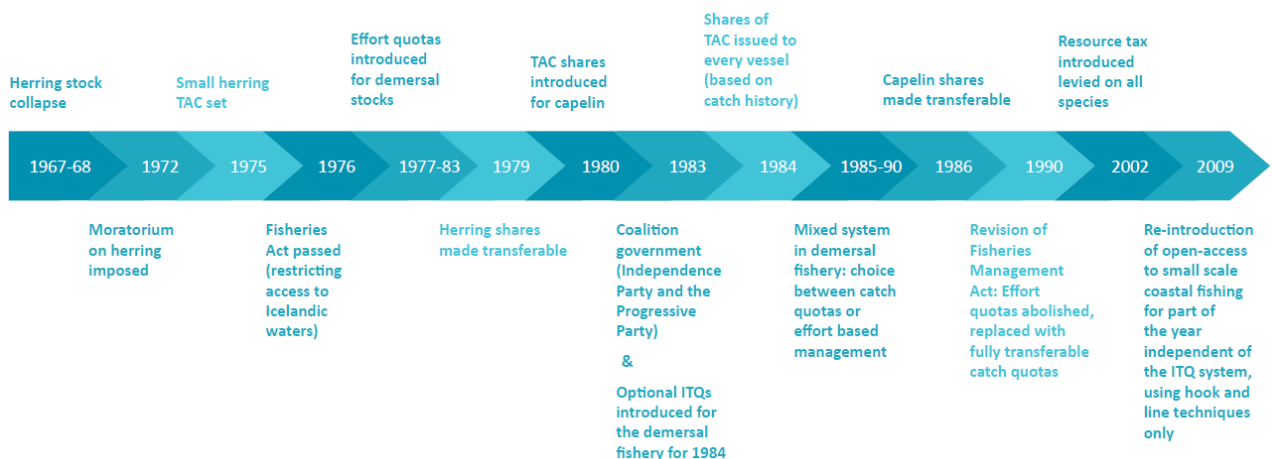 Herring stock
collapse
Small herring
TAC set
Effort quotas
introduced
for demersal
stocks
TAC shares
introduced
for capelin
Shares of
TAC issued to
every vessel
(based on
catch history)
Capelin shares
made transferable
Resource tax
introduced
levied on all
species
1967-68
1972
1975
1976
1977-83
1979
1980
1983
1984
1985-90
1986
1990
2002
2009
Moratorium
on herring
imposed
Fisheries
Act passed
(restricting
access to
Icelandic
waters)
Herring shares
made transferable
Coalition
government
(Independence
Party and the
Progressive
Party)
&
Optional ITQs
introduced for
the demersal
fishery for 1984
Mixed system
in demersal
fishery: choice
between catch
quotas or
effort based
management
Revision of
Fisheries
Management
Act: Effort
quotas abolished,
replaced with
fully transferable
catch quotas
Re-introduction
of open-access
to small scale
coastal fishing
for part of
the year
independent of
the ITQ system,
using hook and
line techniques
only